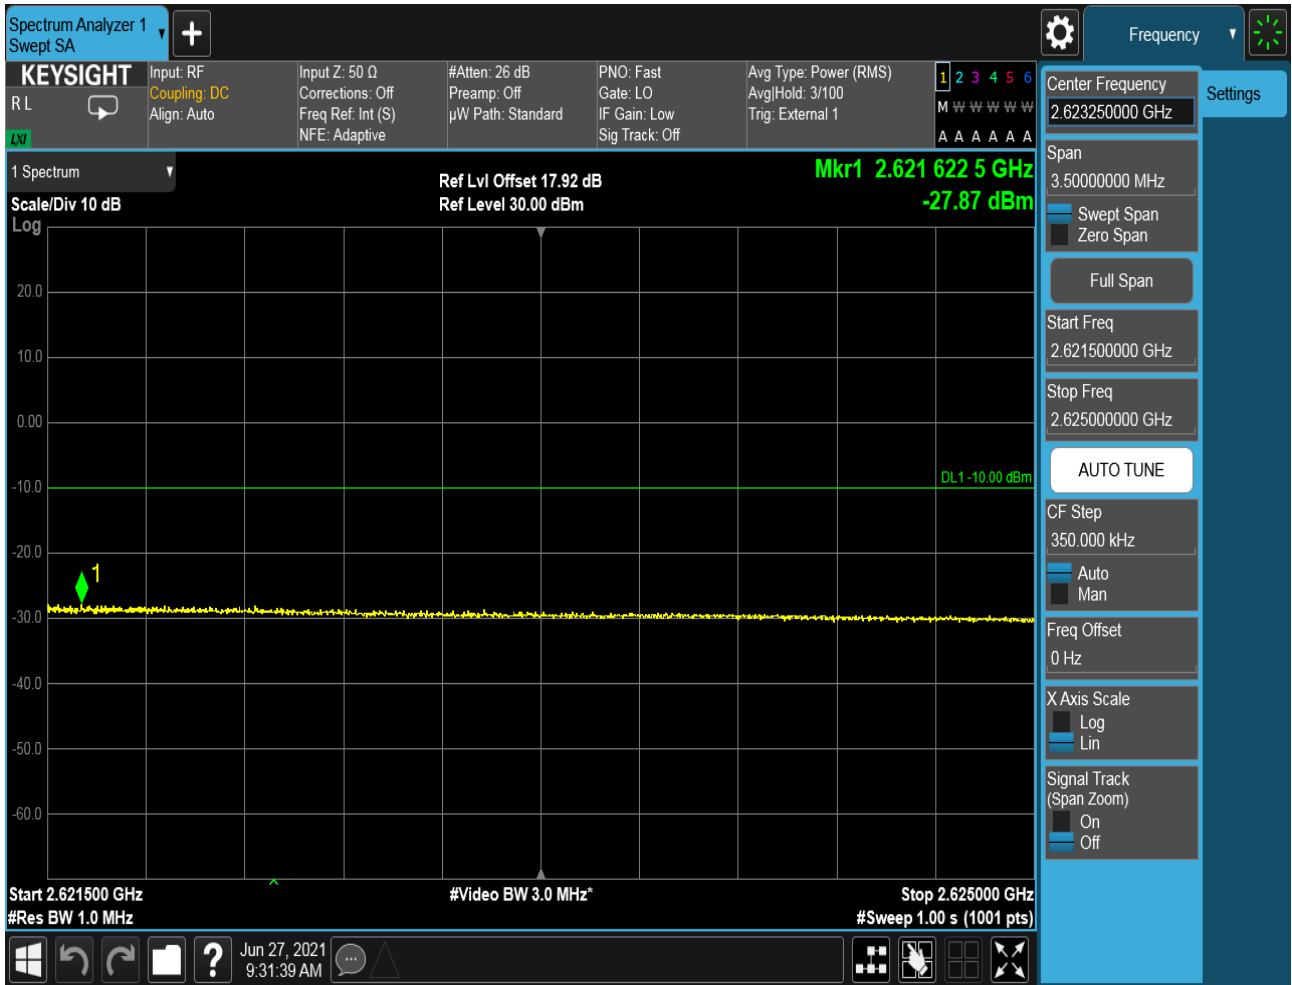 Spectrum Analyzer 1
Swept SA
Frequency
KEYSIGHT
R L
LXI
Input: RF
Coupling: DC
Align: Auto
Input Z: 50 Ω
Corrections: Off
Freq Ref: Int (S)
NFE: Adaptive
#Atten: 26 dB
Preamp: Off
µW Path: Standard
PNO: Fast
Gate: LO
IF Gain: Low
Sig Track: Off
Avg Type: Power (RMS)
Avg|Hold: 3/100
Trig: External 1
1 2 3 4 5 6
M W W W W W
A A A A A A
1 Spectrum
Scale/Div 10 dB
Log
Ref Lvl Offset 17.92 dB
Ref Level 30.00 dBm
Mkr1 2.621 622 5 GHz
-27.87 dBm
20.0
10.0
0.00
-10.0
-20.0
-30.0
-40.0
-50.0
-60.0
DL1 -10.00 dBm
1
Start 2.621500 GHz
#Res BW 1.0 MHz
#Video BW 3.0 MHz*
Stop 2.625000 GHz
#Sweep 1.00 s (1001 pts)
Center Frequency
2.623250000 GHz
Settings
Span
3.50000000 MHz
Swept Span
Zero Span
Full Span
Start Freq
2.621500000 GHz
Stop Freq
2.625000000 GHz
AUTO TUNE
CF Step
350.000 kHz
Auto
Man
Freq Offset
0 Hz
X Axis Scale
Log
Lin
Signal Track
(Span Zoom)
On
Off
?
Jun 27, 2021
9:31:39 AM